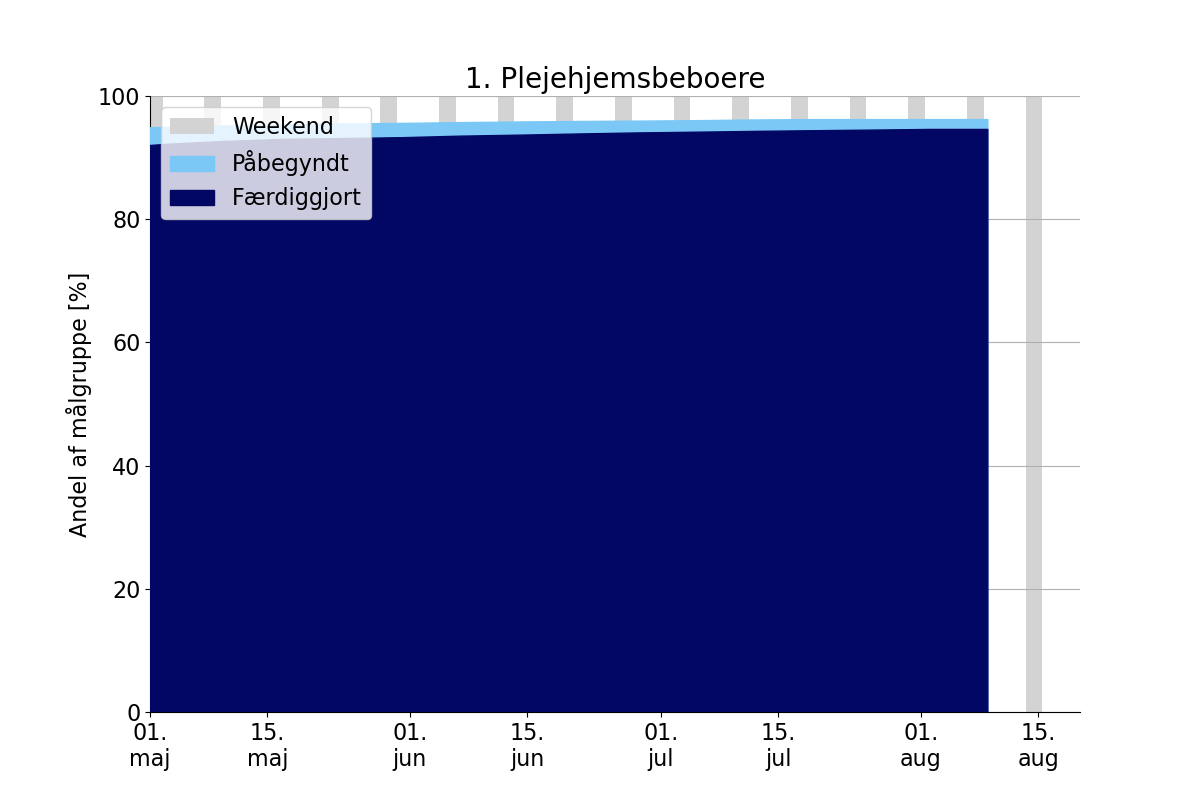 1. Plejehjemsbeboere
Andel af målgruppe [%]
100
80
60
40
20
0
Weekend
Påbegyndt
Færdiggjort
01. 15. 01. 15. 01. 15. 01. 15.
maj maj jun jun jul jul aug aug